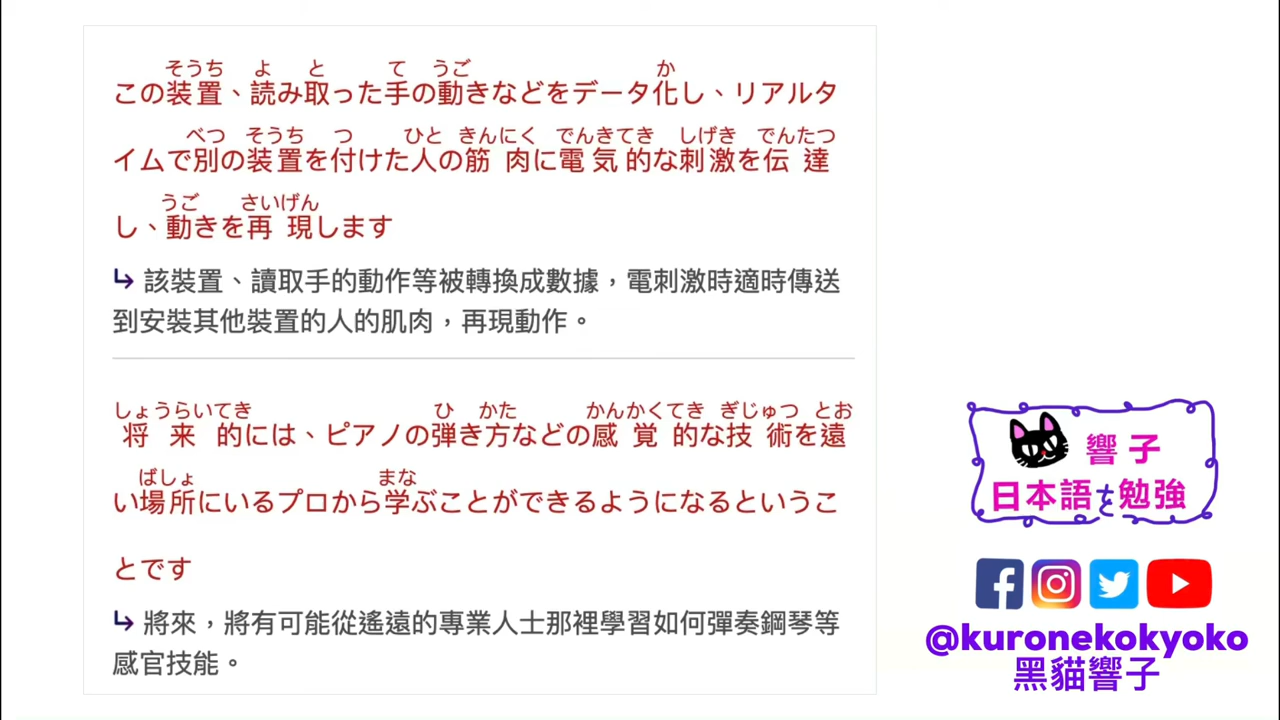 そうち よ と て うご か
この装置、読み取った手の動きなどをデータ化し、リアルタ
べつ そうち つ ひと きんにく でんきてき しげき でんたつ
イムで別の装置を付けた人の筋肉に電気的な刺激を伝達
うご さいげん
し、動きを再現します
↳ 該裝置、讀取手的動作等被轉換成數據，電刺激時適時傳送
到安裝其他裝置的人的肌肉，再現動作。
しょうらいてき ひ かた かんかくてき ぎじゅつ とお
将来的には、ピアノの弾き方などの感覚的な技術を遠
ばしょ まな
い場所にいるプロから学ぶことができるようになるというこ
とです
↳ 將來，將有可能從遙遠的專業人士那裡學習如何彈奏鋼琴等
感官技能。
響子
日本語を勉強
@kuronekokyoko
黑貓響子